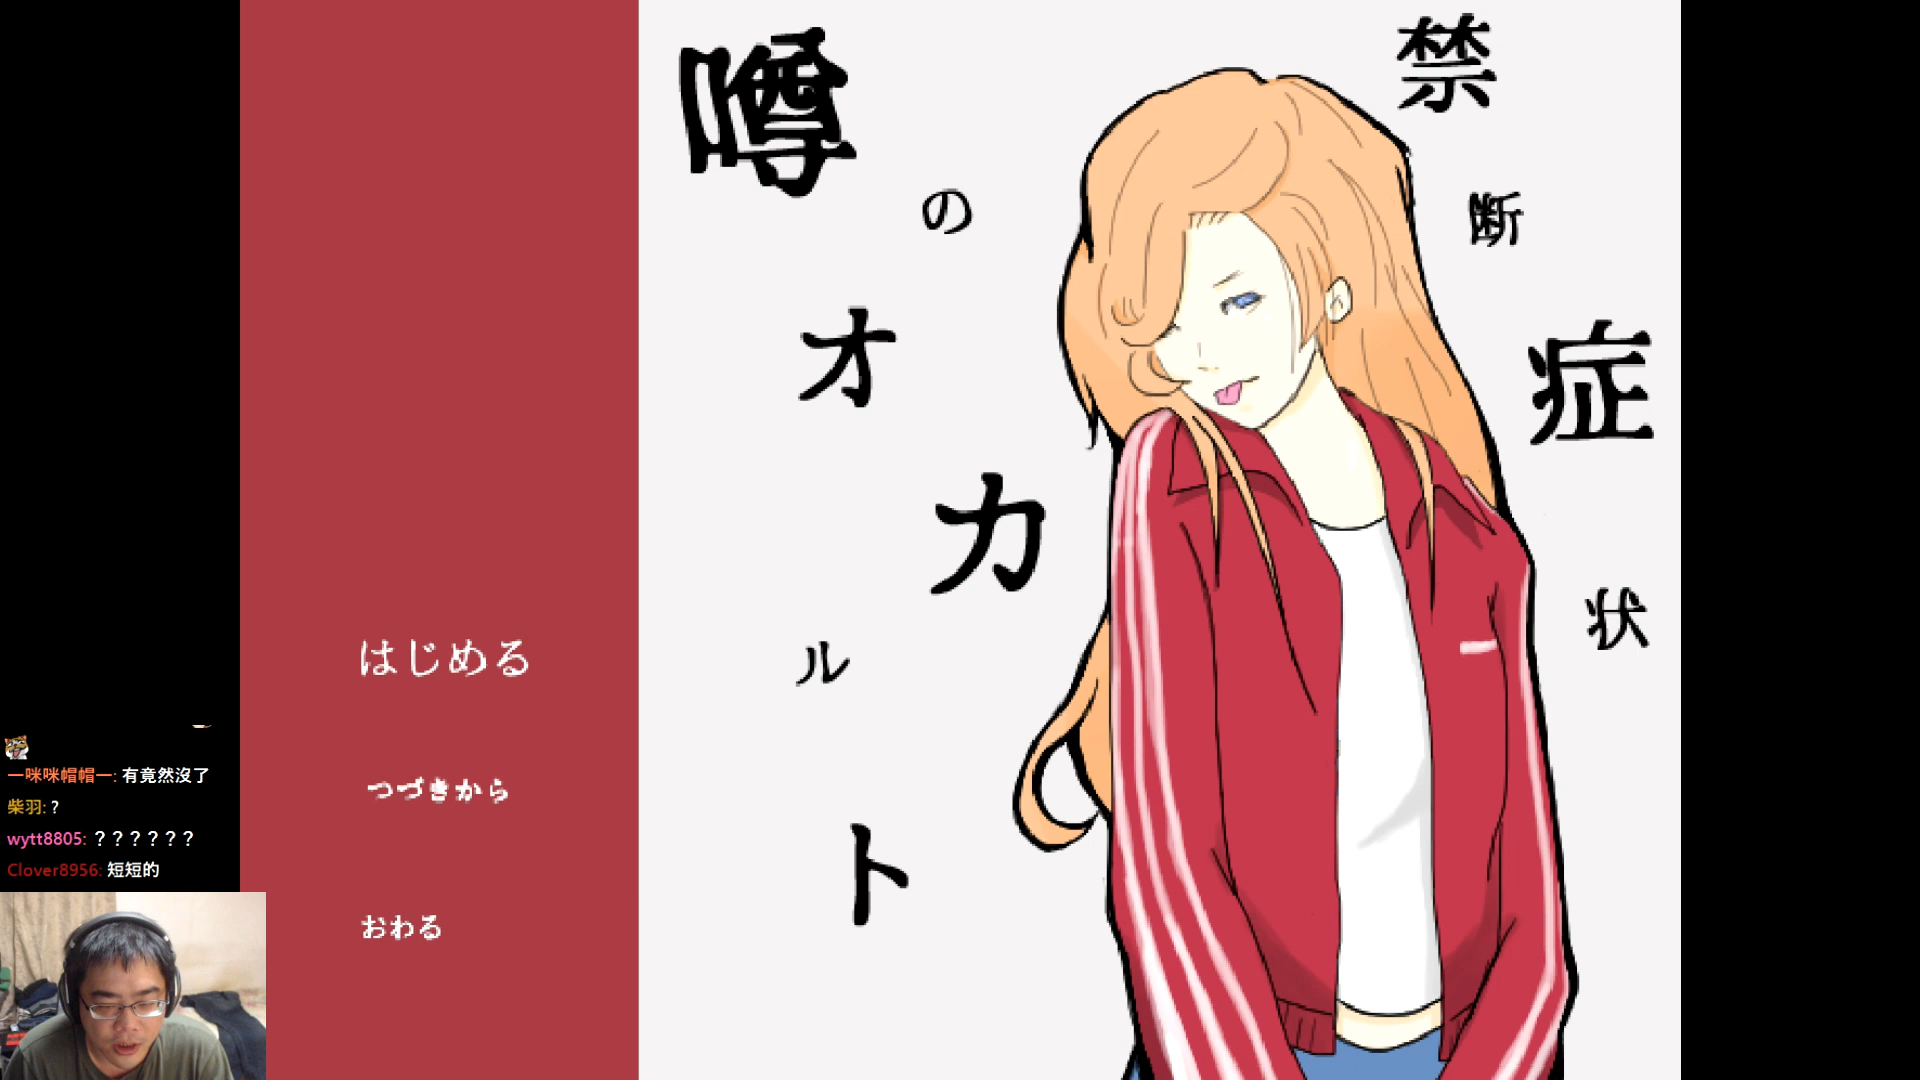 噂のオカルト
禁断症状
はじめる
つづきから
おわる
一咪咪帽帽一: 有竟然沒了
柴羽: ?
wytt8805: ? ? ? ? ? ?
Clover8956: 短短的